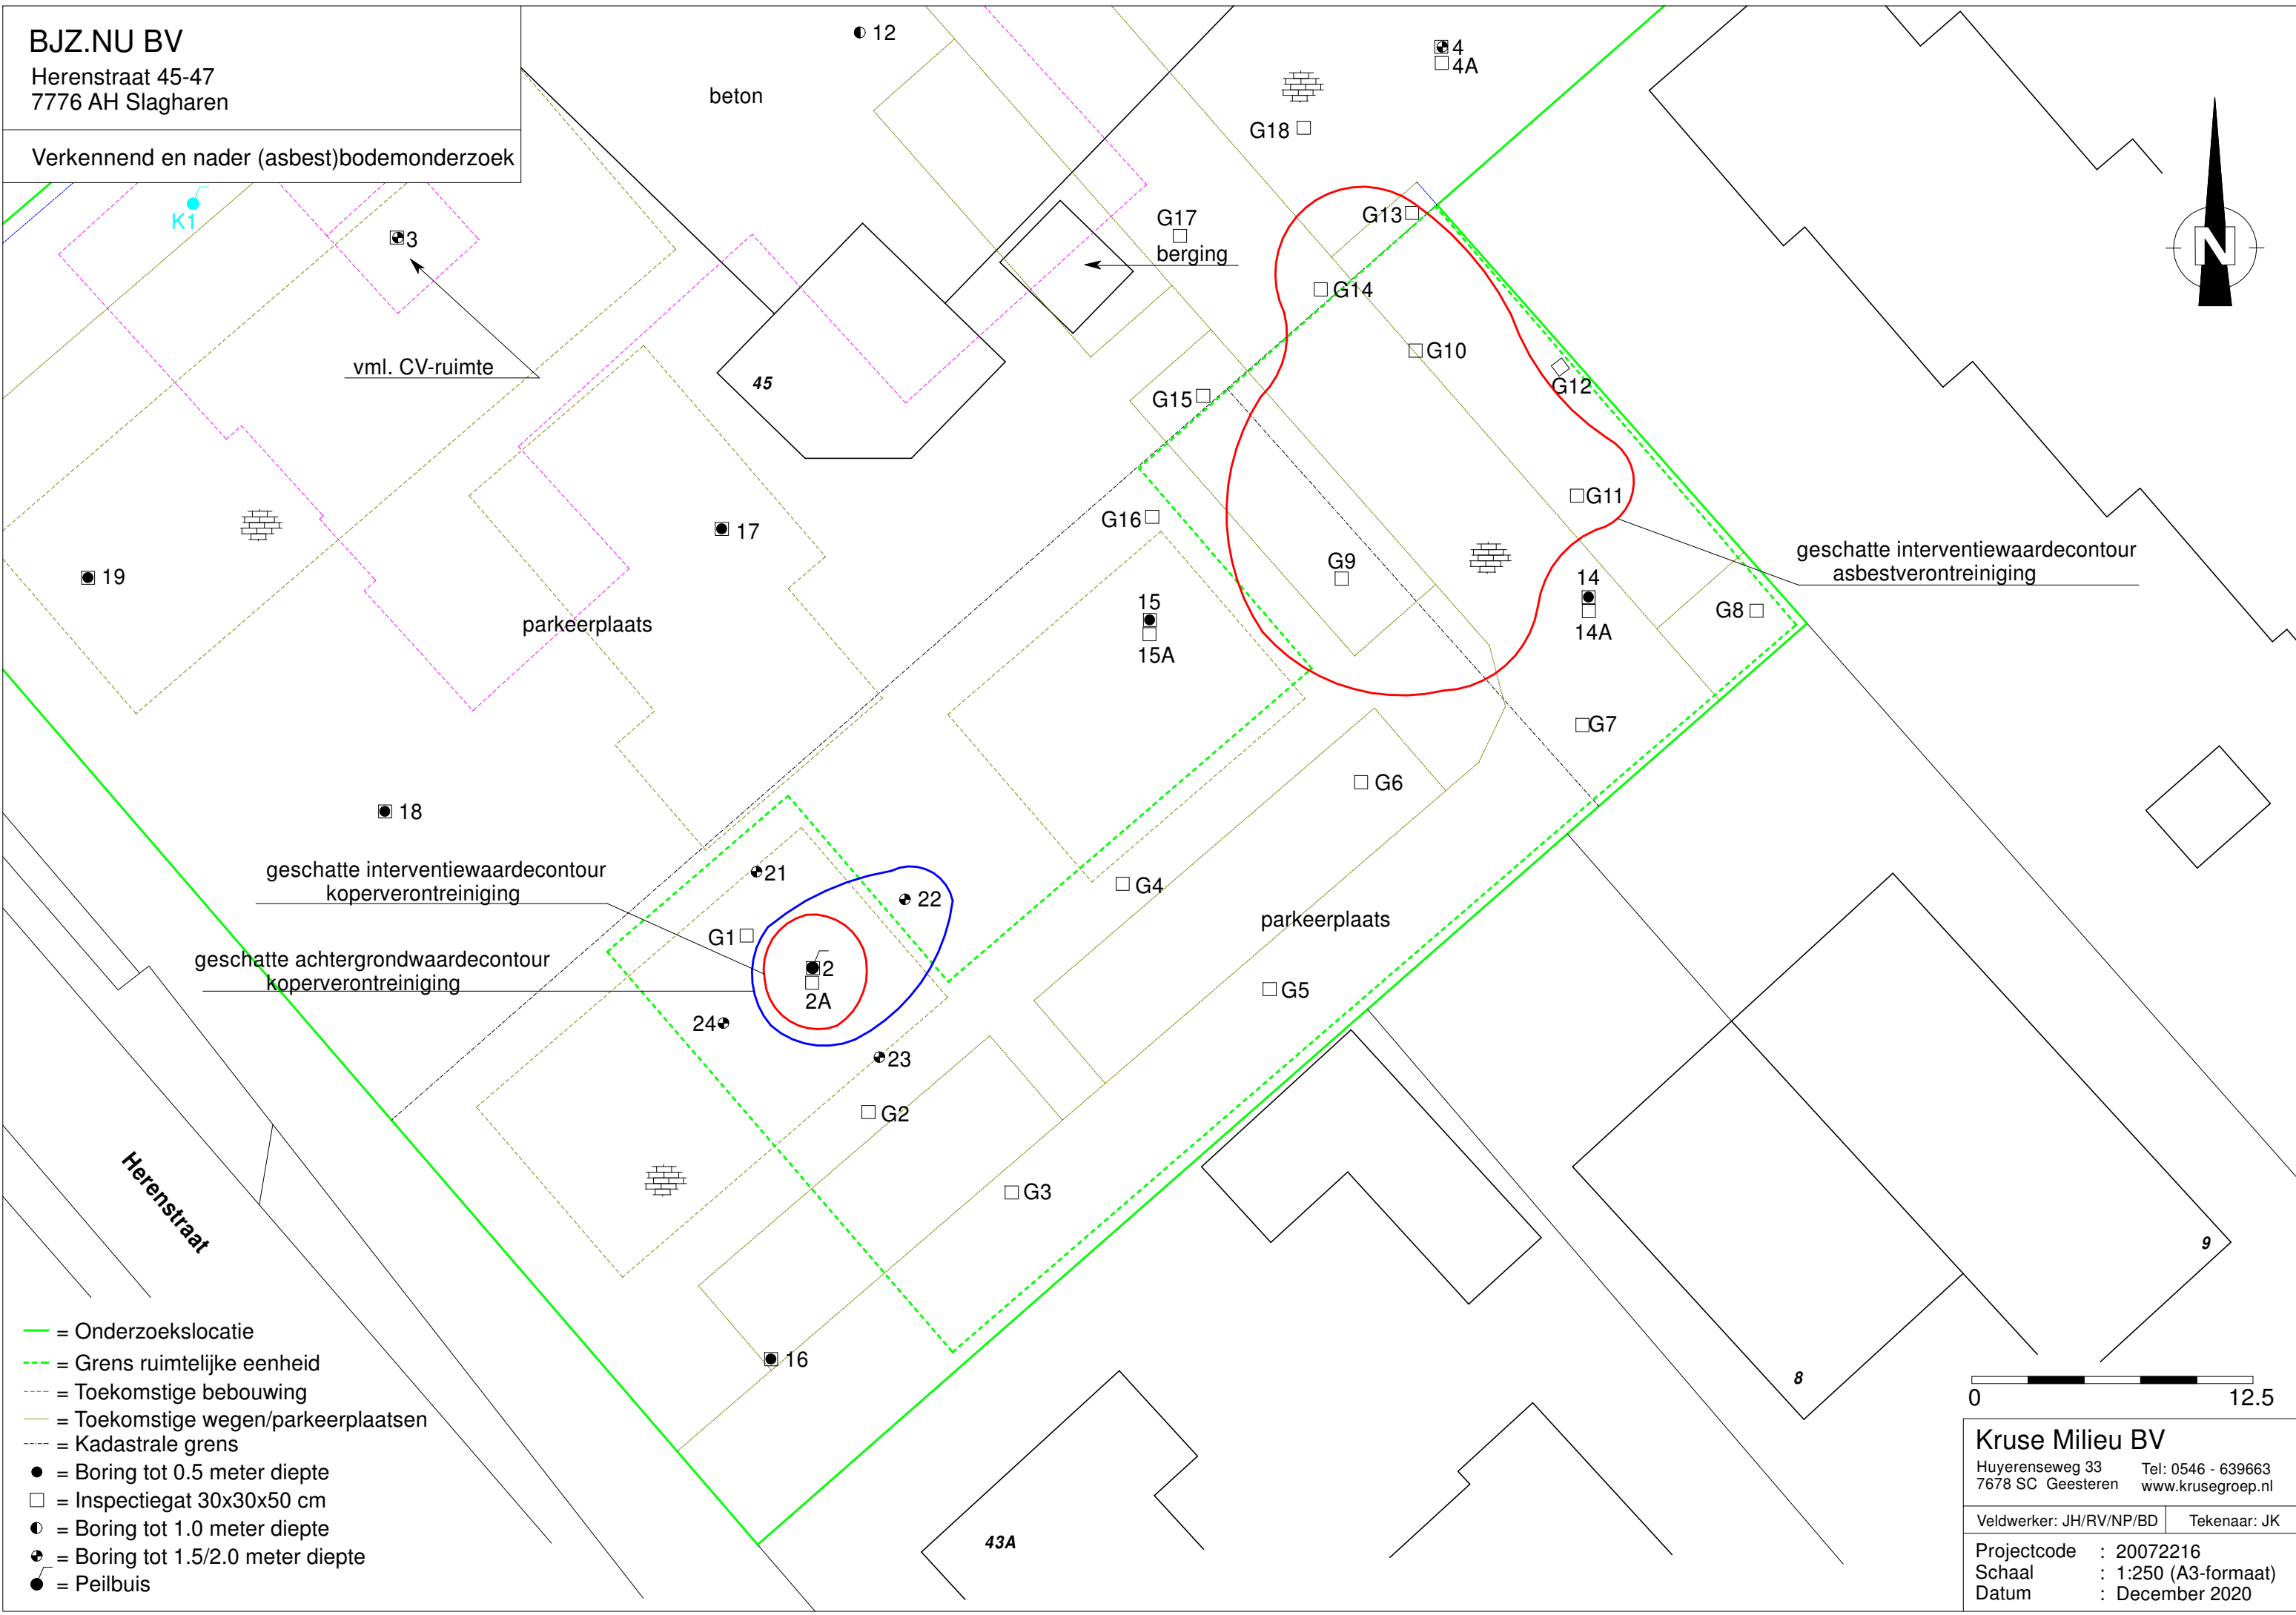 BJZ.NU BV
Herenstraat 45-47
7776 AH Slagharen
Verkennend en nader (asbest)bodemonderzoek
12
beton
4
4A
G18
K1
3
G17
berging
G13
G14
N
vml. CV-ruimte
45
G10
G12
G15
G11
G16
17
19
parkeerplaats
G9
geschatte interventiewaardecontour
asbestverontreiniging
14
14A
G8
15
15A
G7
G6
18
geschatte interventiewaardecontour
koperverontreiniging
21
22
G4
parkeerplaats
G1
geschatte achtergrondwaardecontour
koperverontreiniging
2
2A
G5
24
23
G2
Herenstraat
G3
9
16
8
43A
= Onderzoekslocatie
= Grens ruimtelijke eenheid
= Toekomstige bebouwing
= Toekomstige wegen/parkeerplaatsen
= Kadastrale grens
= Boring tot 0.5 meter diepte
= Inspectiegat 30x30x50 cm
= Boring tot 1.0 meter diepte
= Boring tot 1.5/2.0 meter diepte
= Peilbuis
0 12.5
Kruse Milieu BV
Huyerenseweg 33 Tel: 0546 - 639663
7678 SC Geesteren www.krusegroep.nl
Veldwerker: JH/RV/NP/BD Tekenaar: JK
Projectcode : 20072216
Schaal : 1:250 (A3-formaat)
Datum : December 2020